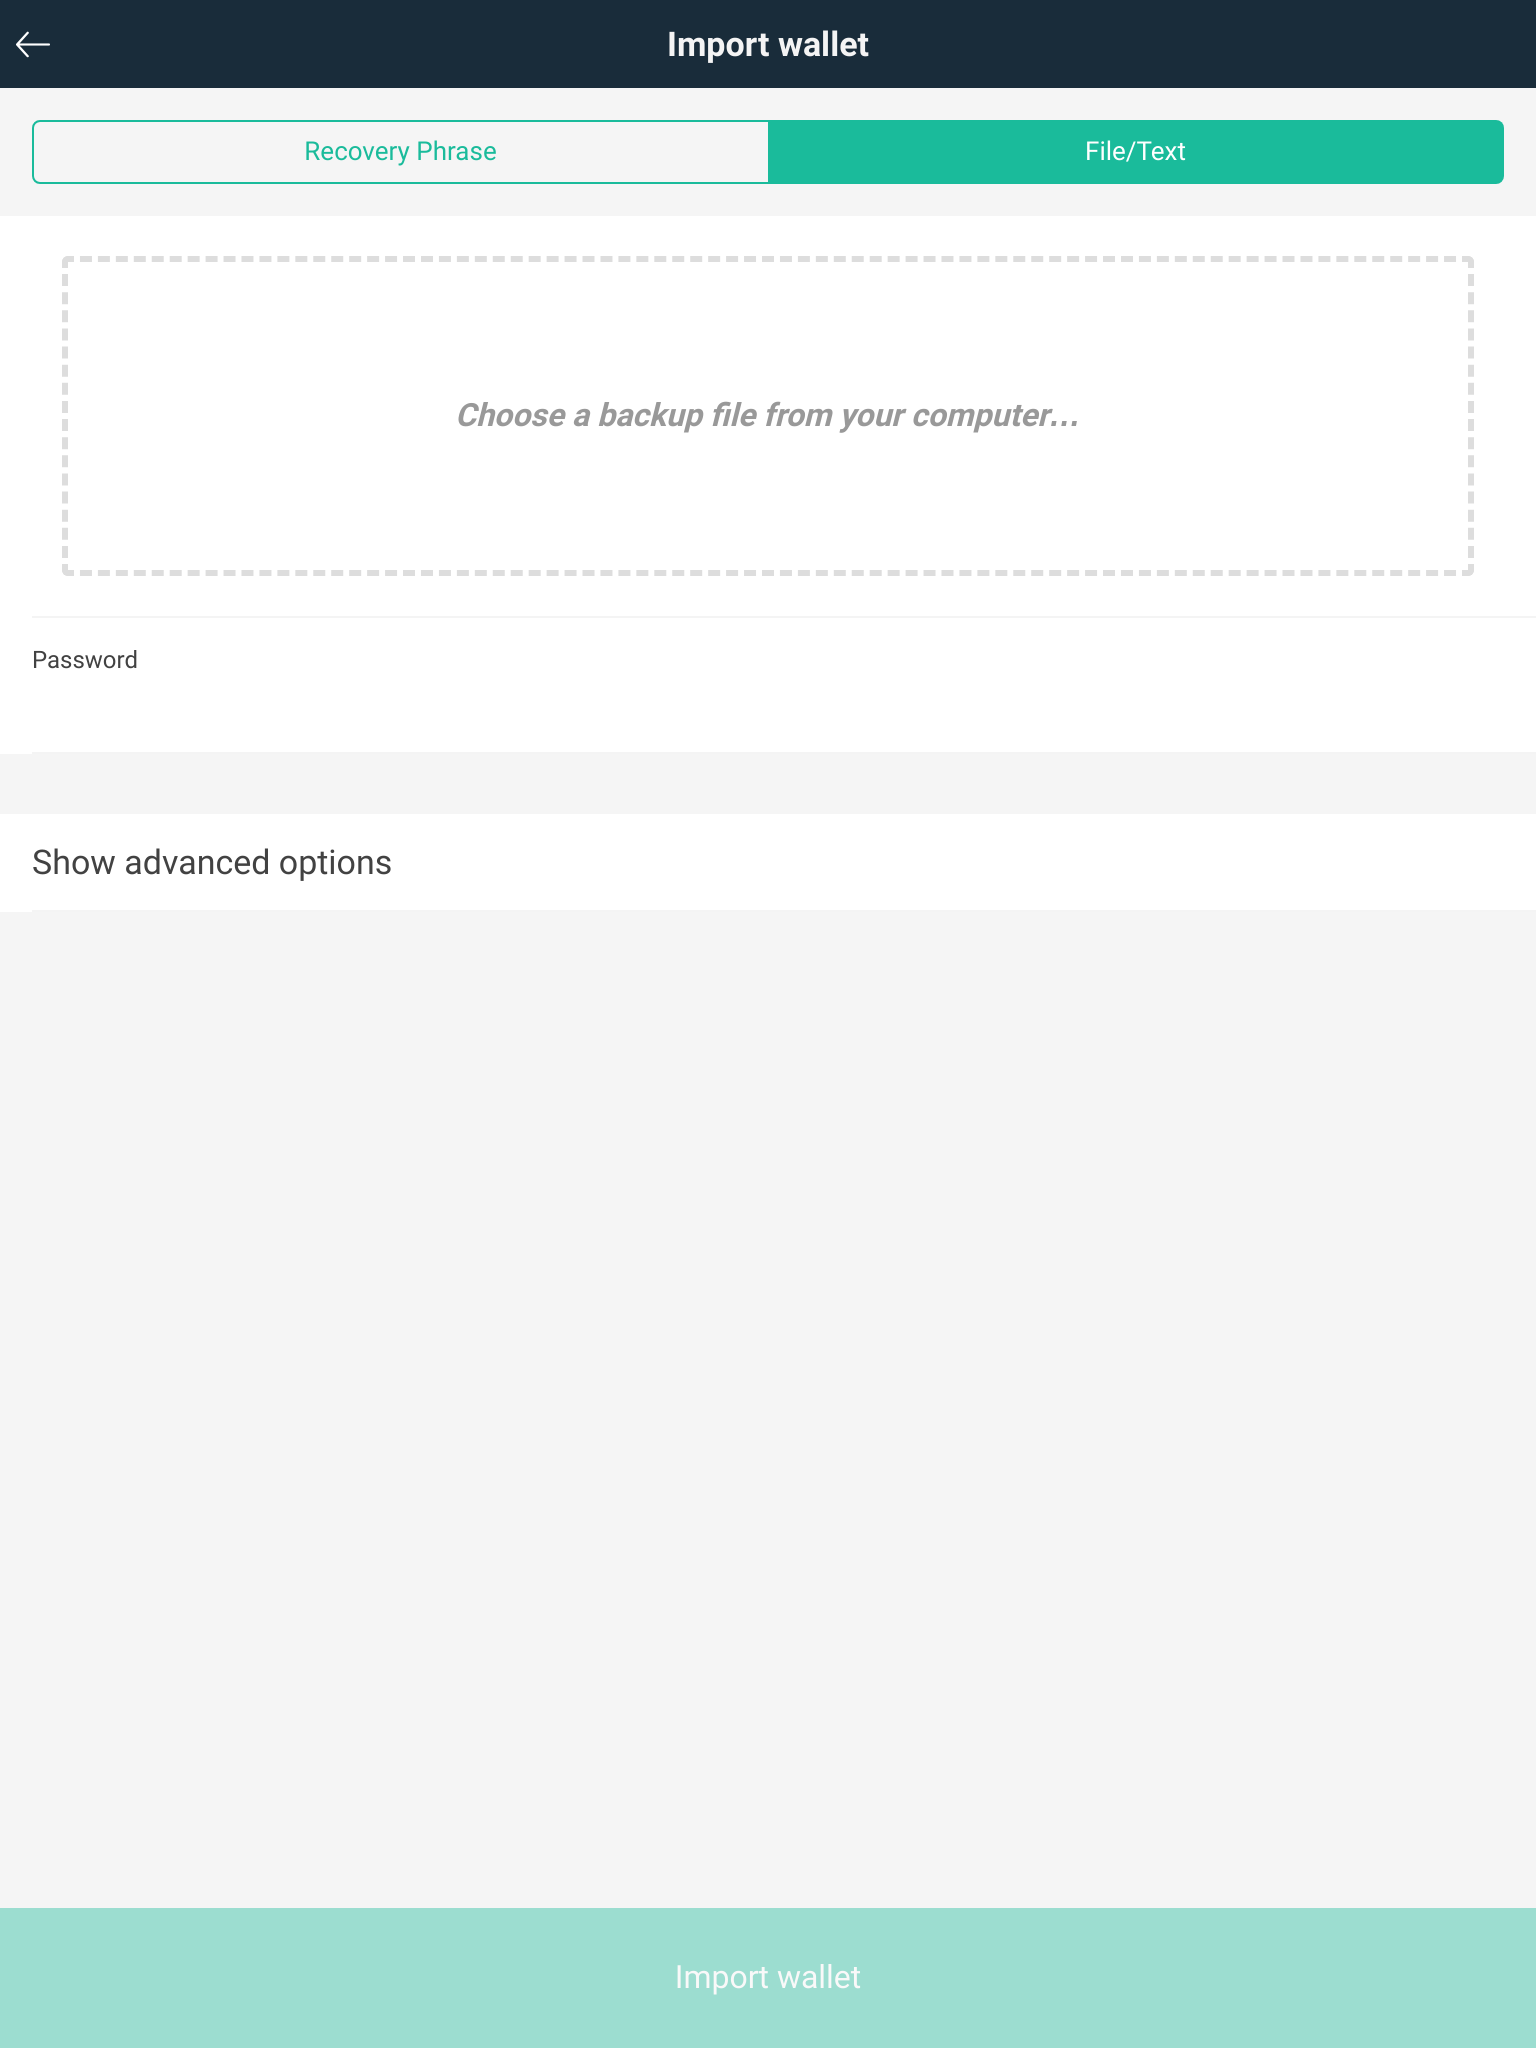 Import wallet
Recovery Phrase
File/Text
Choose a backup file from your computer...
Password
Show advanced options
Import wallet